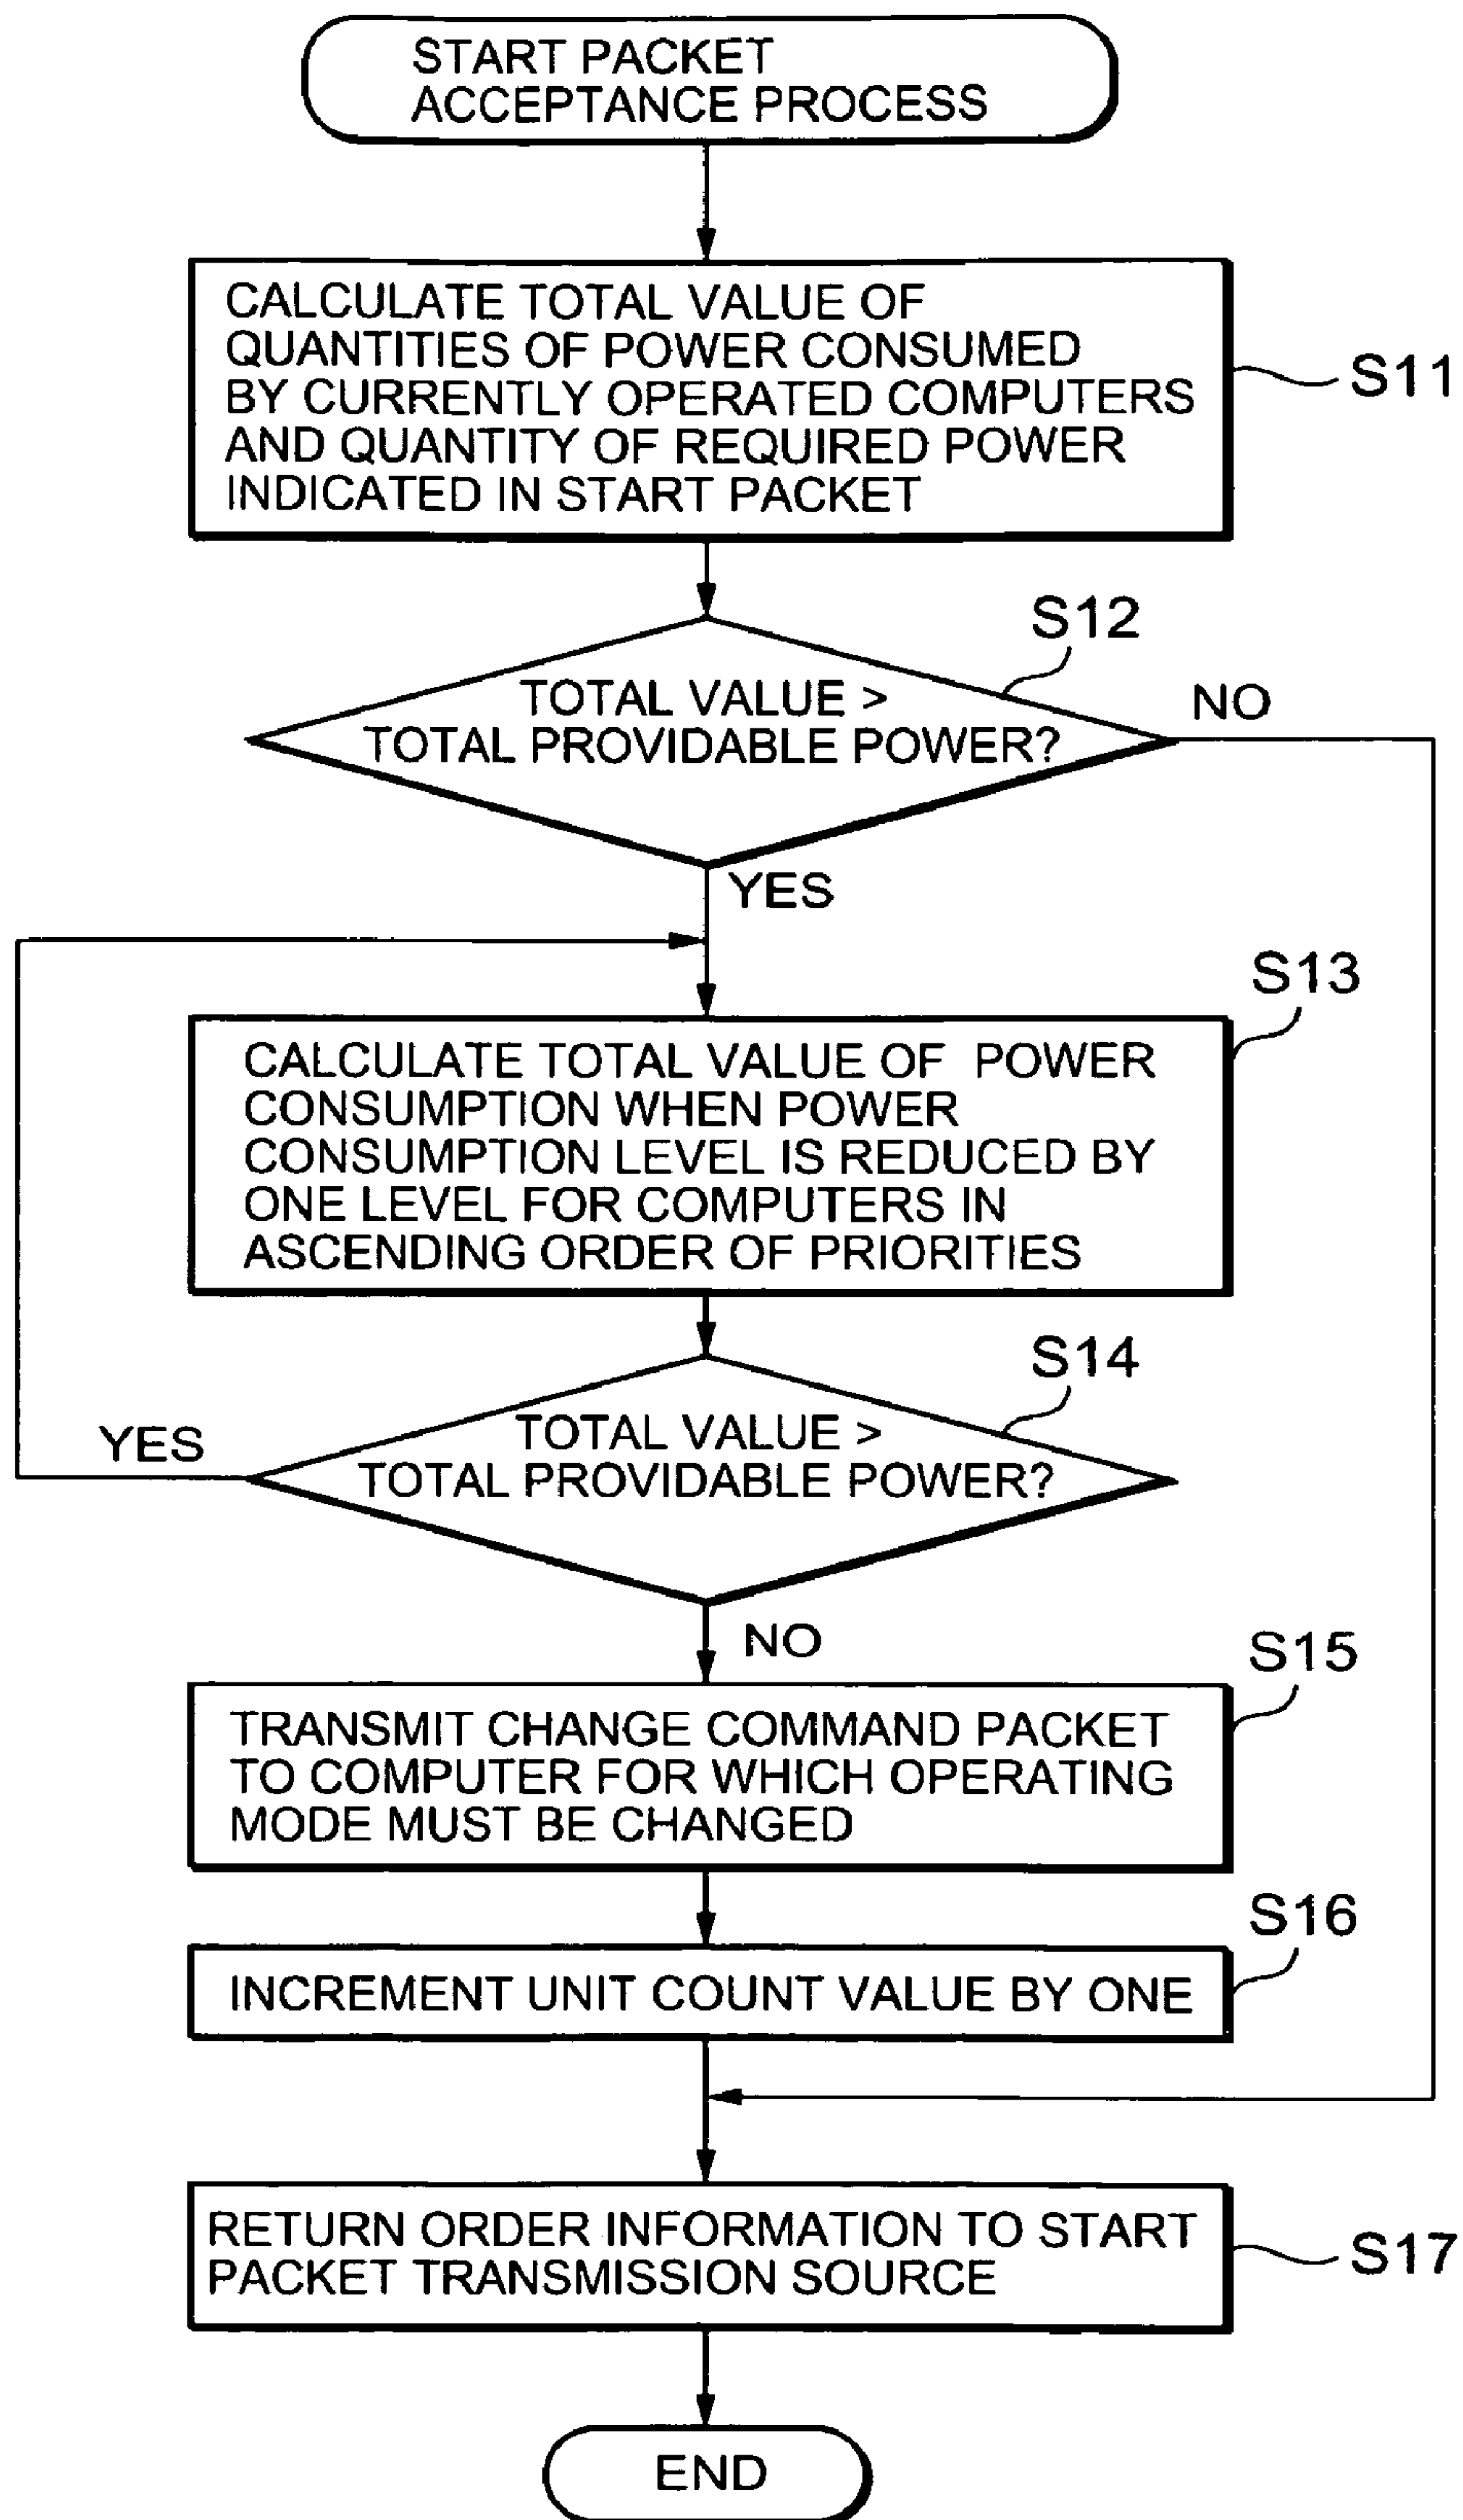 START PACKET
ACCEPTANCE PROCESS
CALCULATE TOTAL VALUE OF
QUANTITIES OF POWER CONSUMED
BY CURRENTLY OPERATED COMPUTERS
AND QUANTITY OF REQUIRED POWER
INDICATED IN START PACKET
S11
S12
TOTAL VALUE >
TOTAL PROVIDABLE POWER?
NO
YES
S13
CALCULATE TOTAL VALUE OF POWER
CONSUMPTION WHEN POWER
CONSUMPTION LEVEL IS REDUCED BY
ONE LEVEL FOR COMPUTERS IN
ASCENDING ORDER OF PRIORITIES
S14
TOTAL VALUE >
TOTAL PROVIDABLE POWER?
YES
NO
S15
TRANSMIT CHANGE COMMAND PACKET
TO COMPUTER FOR WHICH OPERATING
MODE MUST BE CHANGED
S16
INCREMENT UNIT COUNT VALUE BY ONE
RETURN ORDER INFORMATION TO START
PACKET TRANSMISSION SOURCE
S17
END